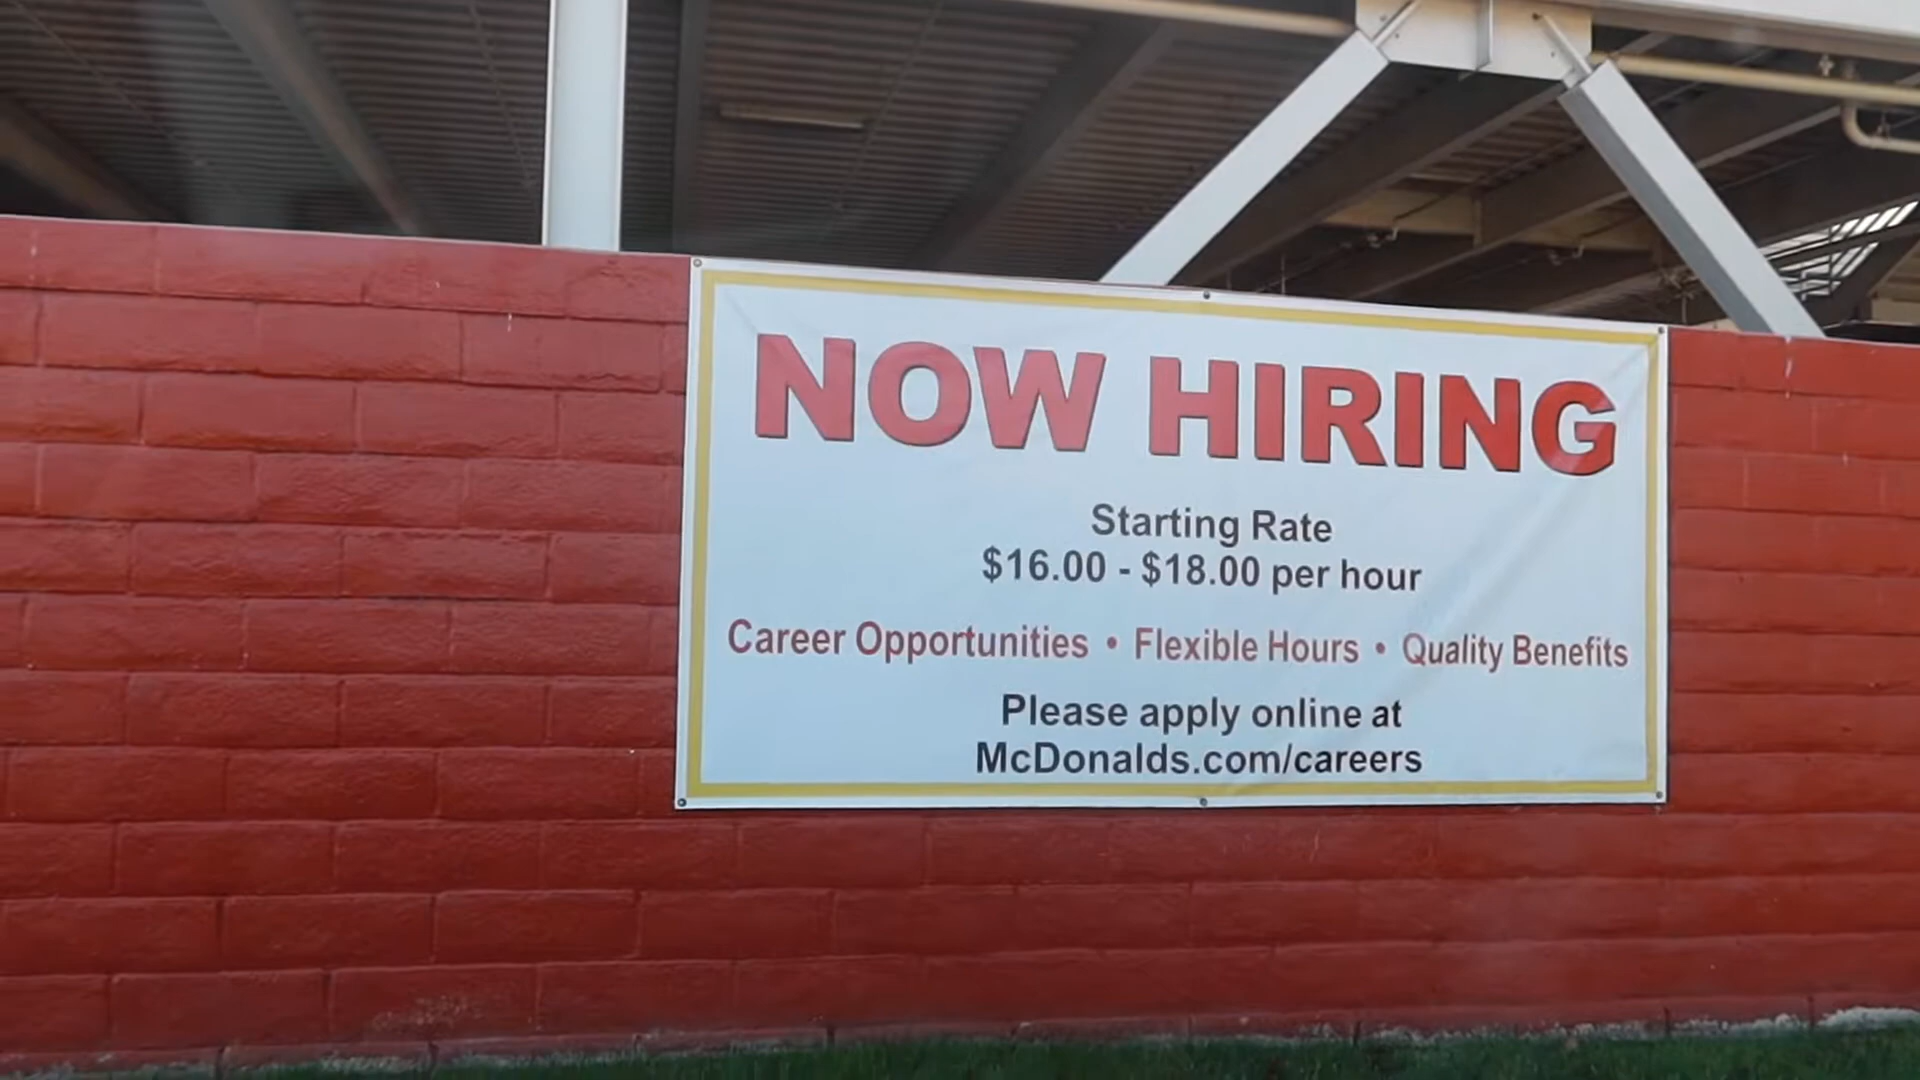 NOW HIRING
Starting Rate
$16.00 - $18.00 per hour
Career Opportunities • Flexible Hours • Quality Benefits
Please apply online at
McDonalds.com/careers